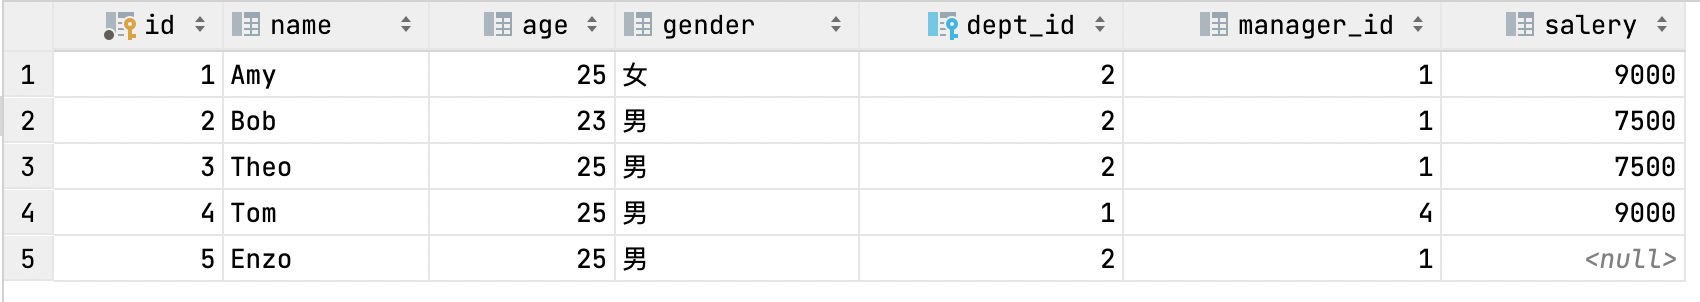 id name age gender dept_id manager_id salery
1 1 Amy 25 女 2 1 9000
2 2 Bob 23 男 2 1 7500
3 3 Theo 25 男 2 1 7500
4 4 Tom 25 男 1 4 9000
5 5 Enzo 25 男 2 1 <null>